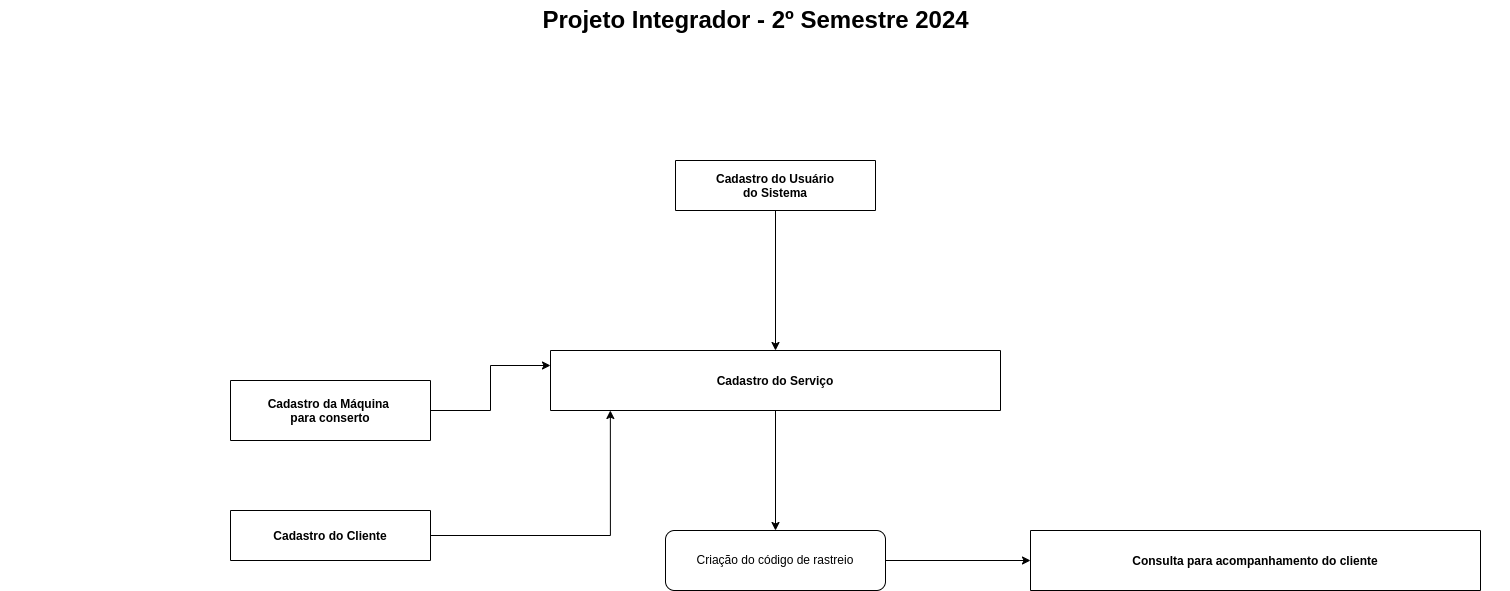 Projeto Integrador - 2º Semestre 2024
Cadastro do Usuário
do Sistema
Cadastro do Serviço
Cadastro da Máquina
para conserto
Cadastro do Cliente
Criação do código de rastreio
Consulta para acompanhamento do cliente